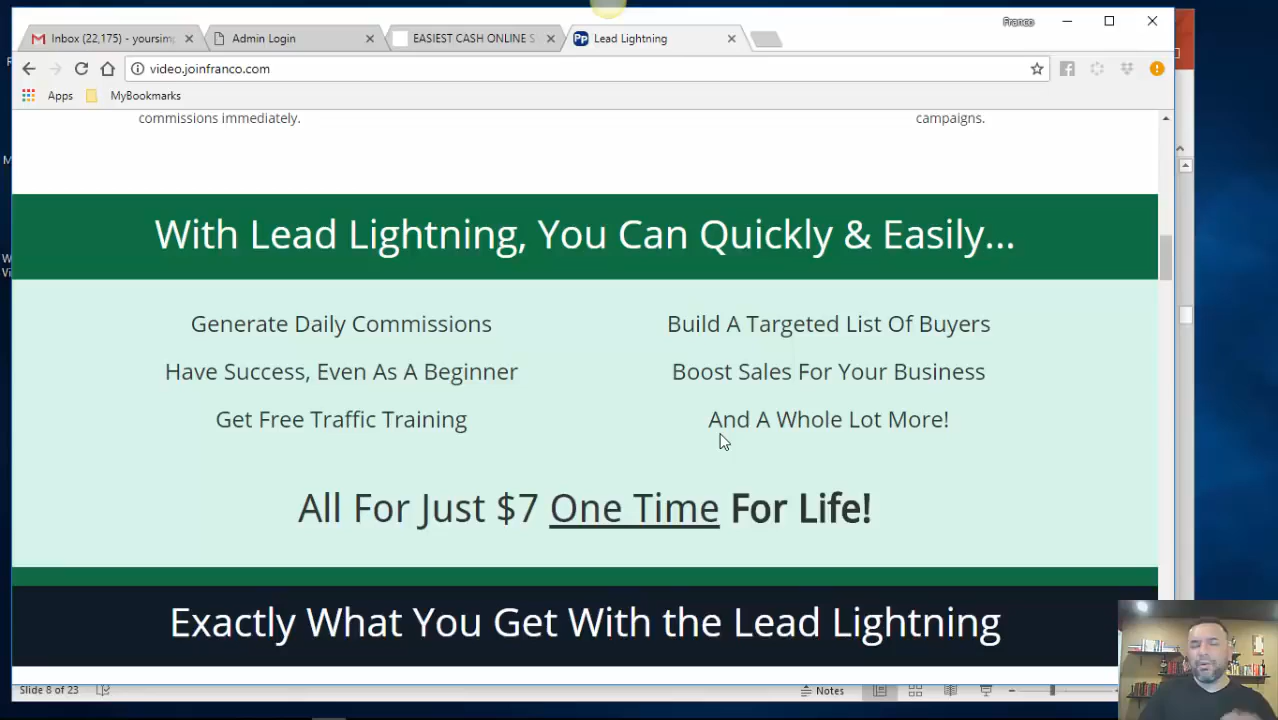 Franco
Inbox (22,175) - yoursimp
Admin Login
EASIEST CASH ONLINE S
Lead Lightning
video.joinfranco.com
Apps
MyBookmarks
commissions immediately.
campaigns.
With Lead Lightning, You Can Quickly & Easily...
Generate Daily Commissions
Build A Targeted List Of Buyers
Have Success, Even As A Beginner
Boost Sales For Your Business
Get Free Traffic Training
And A Whole Lot More!
All For Just $7 One Time For Life!
Exactly What You Get With the Lead Lightning
Slide 8 of 23
Notes